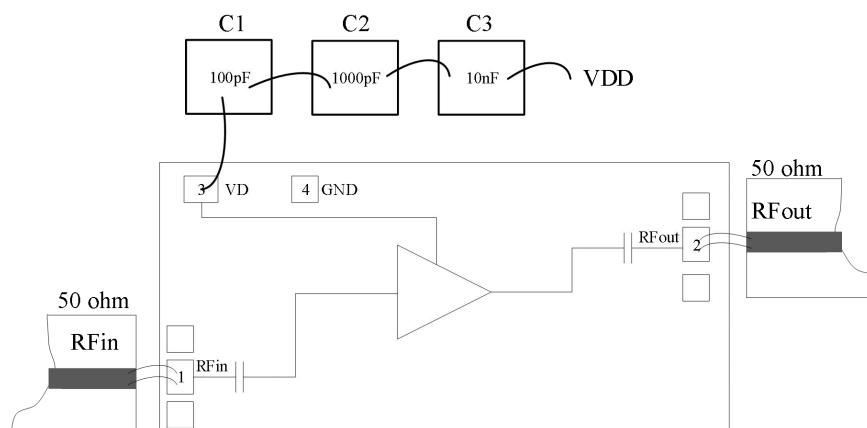 C1 C2 C3
100pF 1000pF 10nF VDD
3 VD 4 GND
50 ohm
RFout
RFout 2
50 ohm
RFin
RFin
1